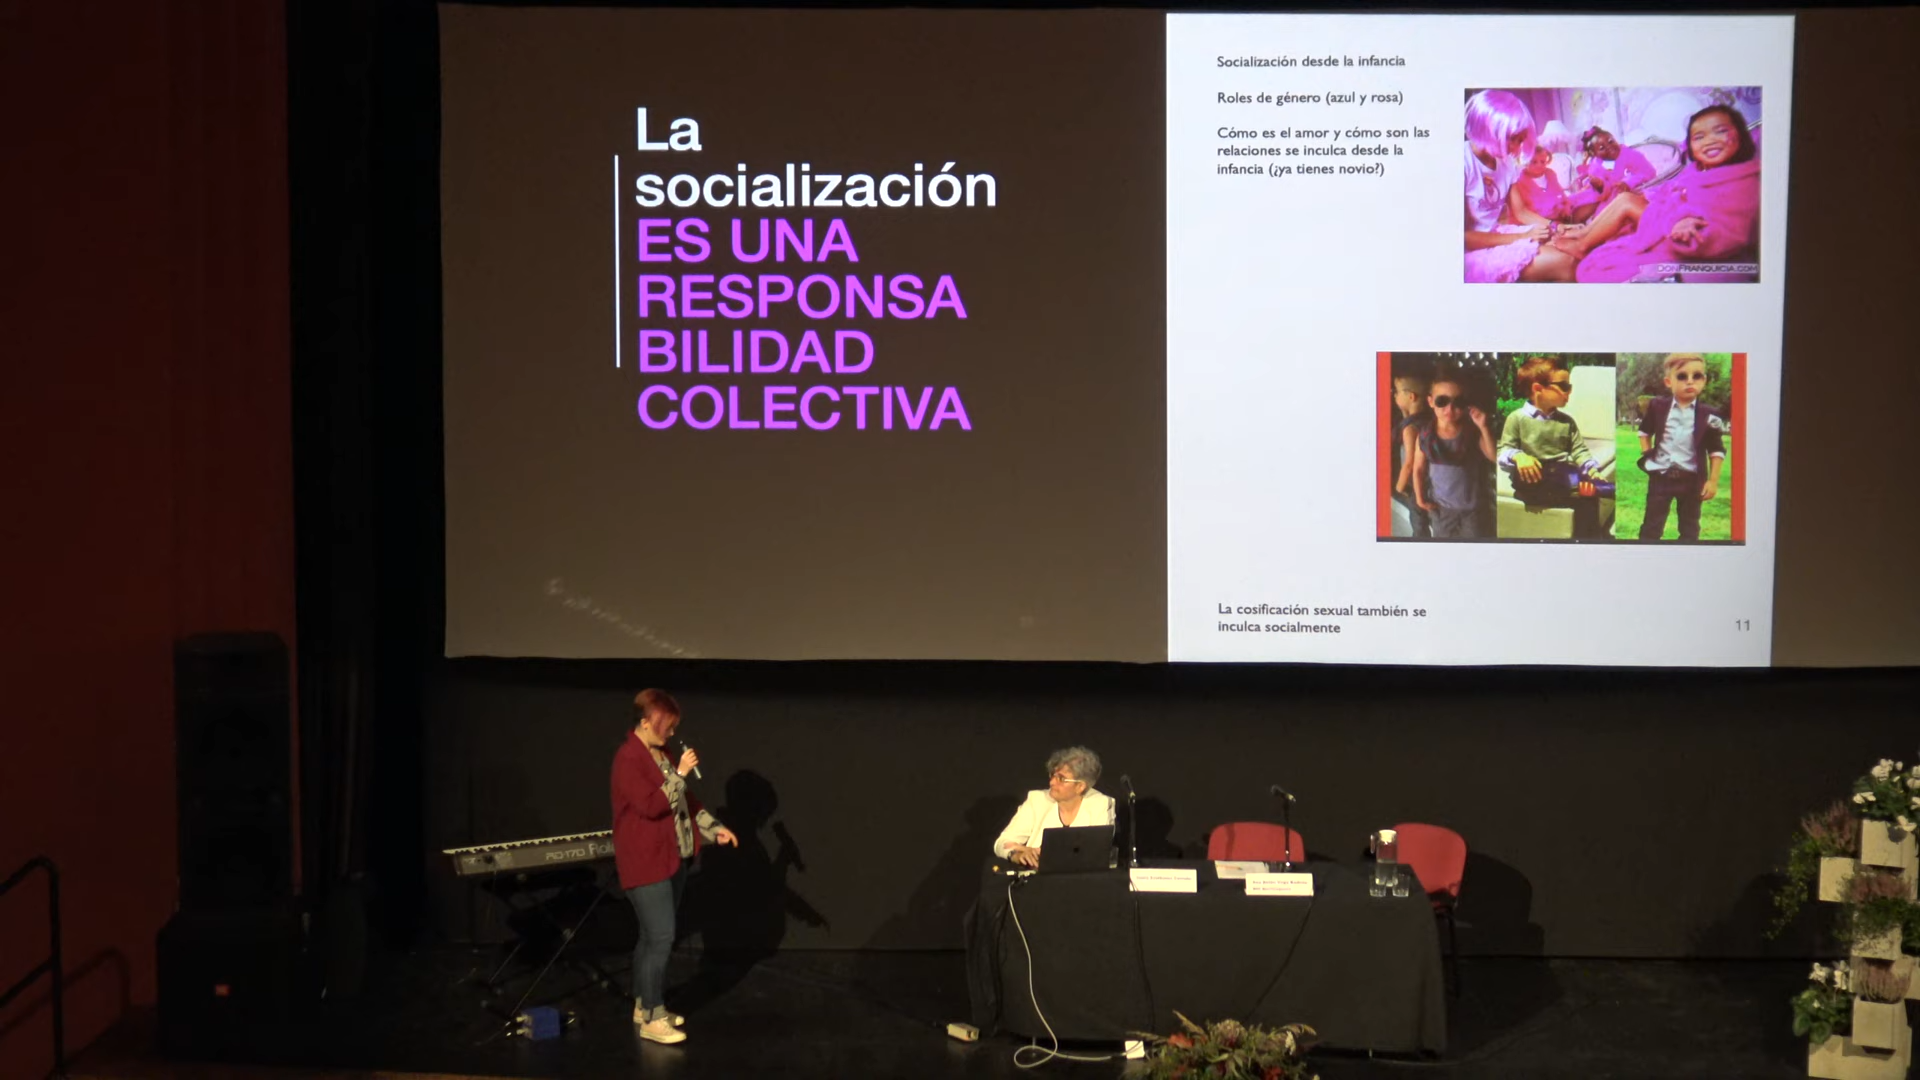 La
socialización
ES UNA
RESPONSA
BILIDAD
COLECTIVA
Socialización desde la infancia
Roles de género (azul y rosa)
Cómo es el amor y cómo son las
relaciones se inculca desde la
infancia (¿ya tienes novio?)
DONFRANQUICIA.COM
La cosificación sexual también se
inculca socialmente
11